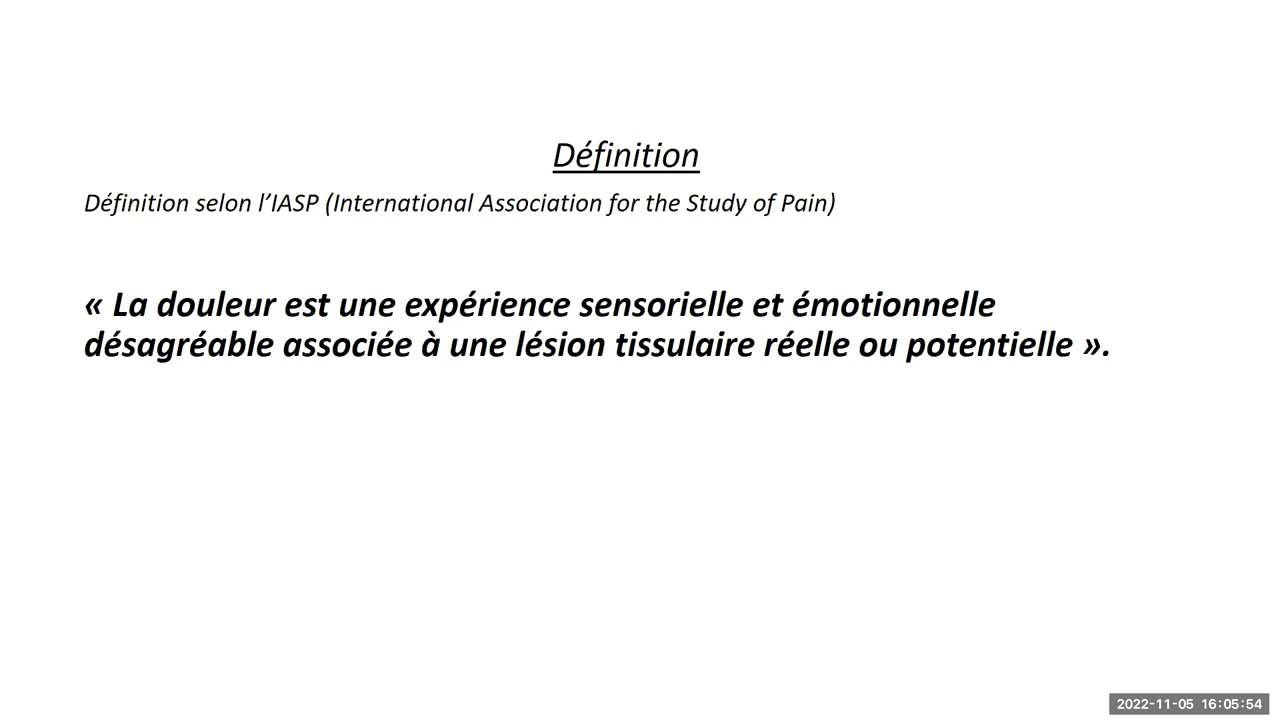 Définition
Définition selon l’IASP (International Association for the Study of Pain)
« La douleur est une expérience sensorielle et émotionnelle
désagréable associée à une lésion tissulaire réelle ou potentielle ».
2022-11-05 16:05:54